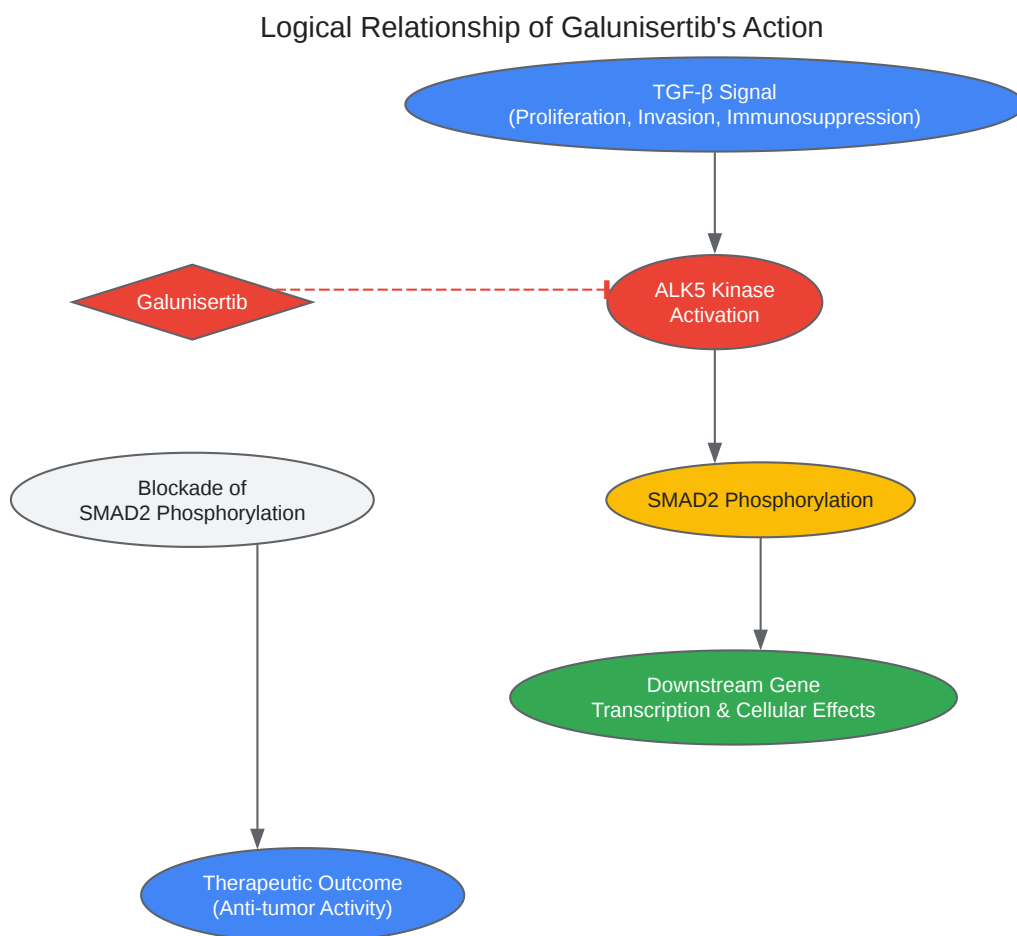 Logical Relationship of Galunisertib's Action
TGF-β Signal
(Proliferation, Invasion, Immunosuppression)
Galunisertib
ALK5 Kinase
Activation
Blockade of
SMAD2 Phosphorylation
SMAD2 Phosphorylation
Downstream Gene
Transcription & Cellular Effects
Therapeutic Outcome
(Anti-tumor Activity)